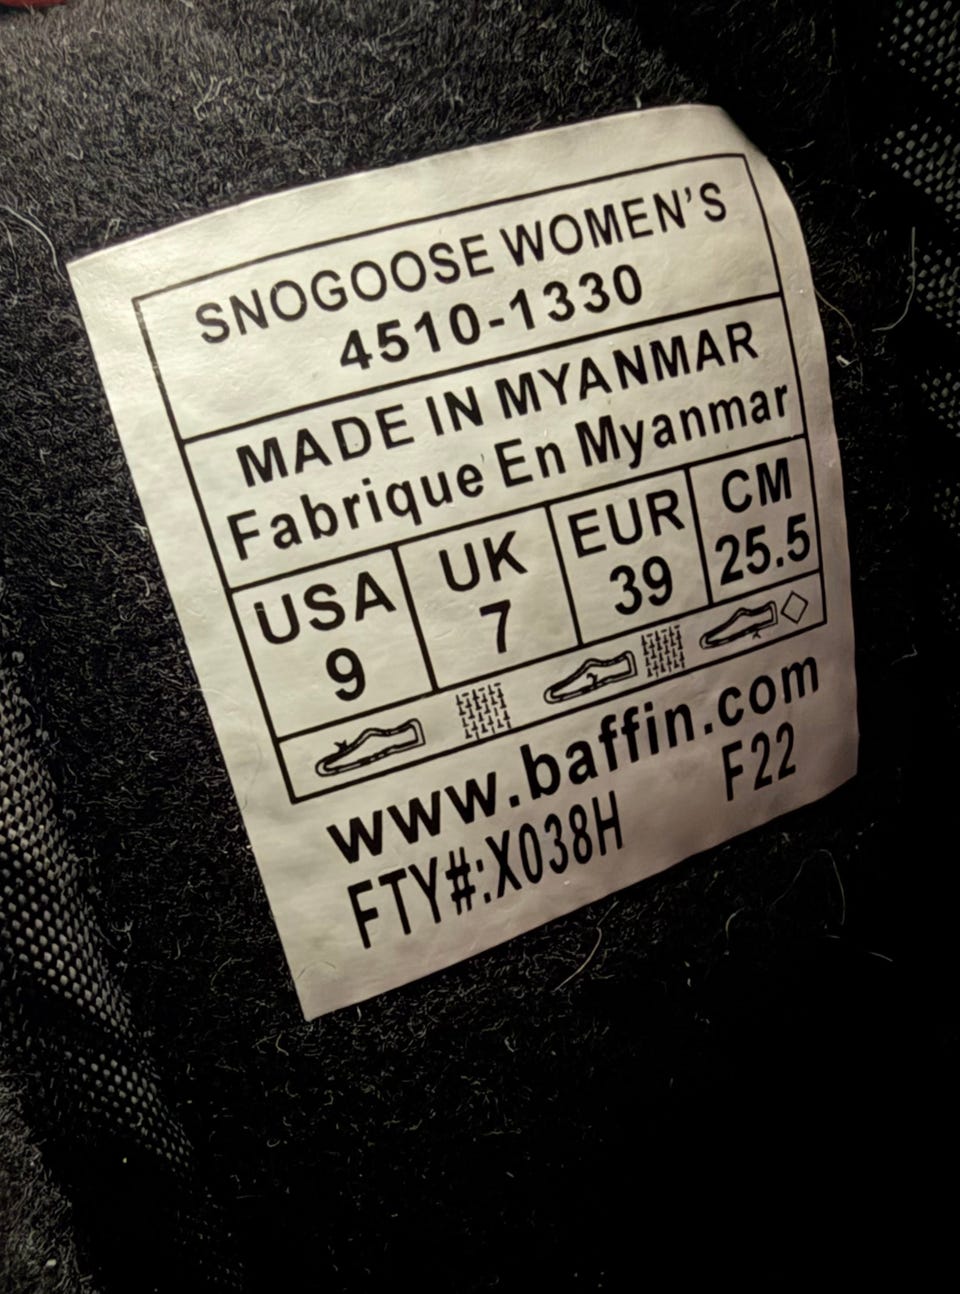 SNOGOOSE WOMEN'S
4510-1330
MADE IN MYANMAR
Fabrique En Myanmar
USA UK EUR CM
9 7 39 25.5
www.baffin.com
FTY#:X038H F22